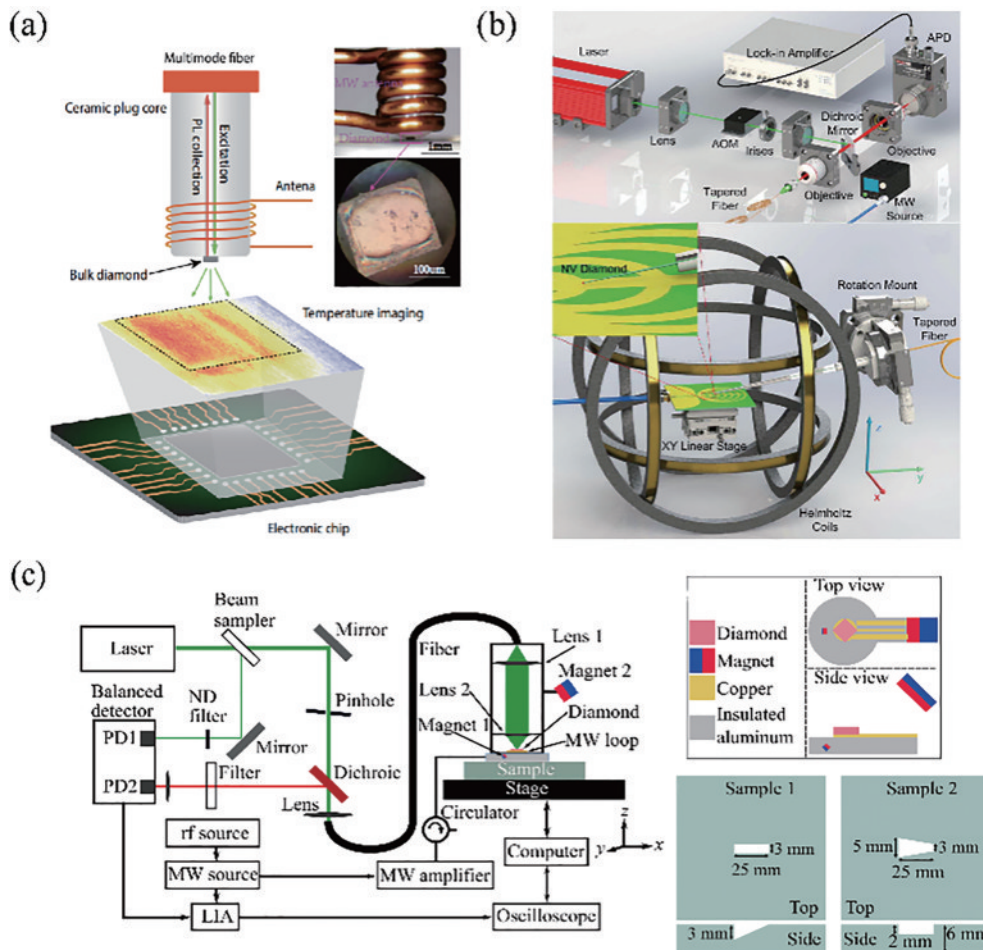 (a)
Multimode fiber
Ceramic plug core
PL collection
Excitation
Antena
Bulk diamond
MW antenna
Diamond
1mm
100um
Temperature imaging
Electronic chip
(b)
Laser
Lock-in Amplifier
APD
Lens
AOM
Irises
Dichroic
Mirror
Objective
Objective
MW
Source
Tapered
Fiber
NV Diamond
Rotation Mount
Tapered
Fiber
XY Linear Stage
Helmholtz
Coils
z
y
x
(c)
Laser
Beam
sampler
Mirror
Fiber
Lens 1
Magnet 2
Lens 2
Magnet 1
Diamond
MW loop
Sample
Stage
Balanced
detector
PD1
PD2
ND
filter
Mirror
Pinhole
Filter
Dichroic
Lens
Circulator
rf source
MW source
MW amplifier
LIA
Oscilloscope
Computer
z
y
x
Top view
Side view
Diamond
Magnet
Copper
Insulated
aluminum
Sample 1
3 mm
25 mm
Top
3 mm
Side
Sample 2
5 mm
3 mm
25 mm
Top
Side
2 mm
6 mm